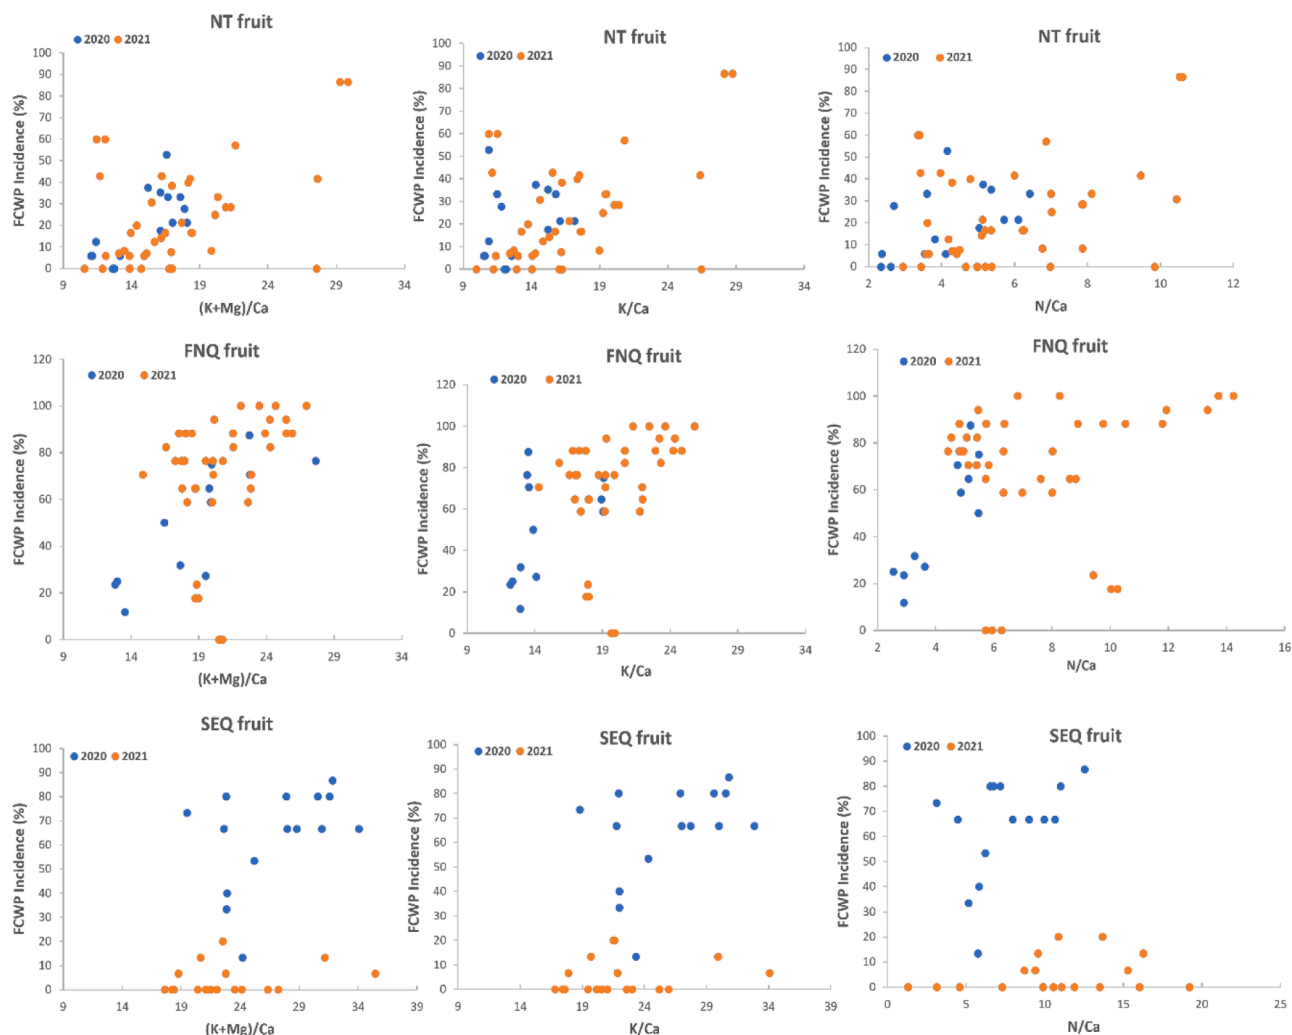 NT fruit
2020 2021
FCWP Incidence (%)
100
90
80
70
60
50
40
30
20
10
0
9 14 19 24 29 34
(K+Mg)/Ca
NT fruit
2020 2021
FCWP Incidence (%)
100
90
80
70
60
50
40
30
20
10
0
9 14 19 24 29 34
K/Ca
NT fruit
2020 2021
FCWP Incidence (%)
100
90
80
70
60
50
40
30
20
10
0
2 4 6 8 10 12
N/Ca
FNQ fruit
2020 2021
FCWP Incidence (%)
120
100
80
60
40
20
0
9 14 19 24 29 34
(K+Mg)/Ca
FNQ fruit
2020 2021
FCWP Incidence (%)
120
100
80
60
40
20
0
9 14 19 24 29 34
K/Ca
FNQ fruit
2020 2021
FCWP Incidence (%)
120
100
80
60
40
20
0
2 4 6 8 10 12 14 16
N/Ca
SEQ fruit
2020 2021
FCWP Incidence (%)
100
90
80
70
60
50
40
30
20
10
0
9 14 19 24 29 34
(K+Mg)/Ca
SEQ fruit
2020 2021
FCWP Incidence (%)
100
90
80
70
60
50
40
30
20
10
0
9 14 19 24 29 34 39
K/Ca
SEQ fruit
2020 2021
FCWP Incidence (%)
100
90
80
70
60
50
40
30
20
10
0
0 5 10 15 20 25
N/Ca